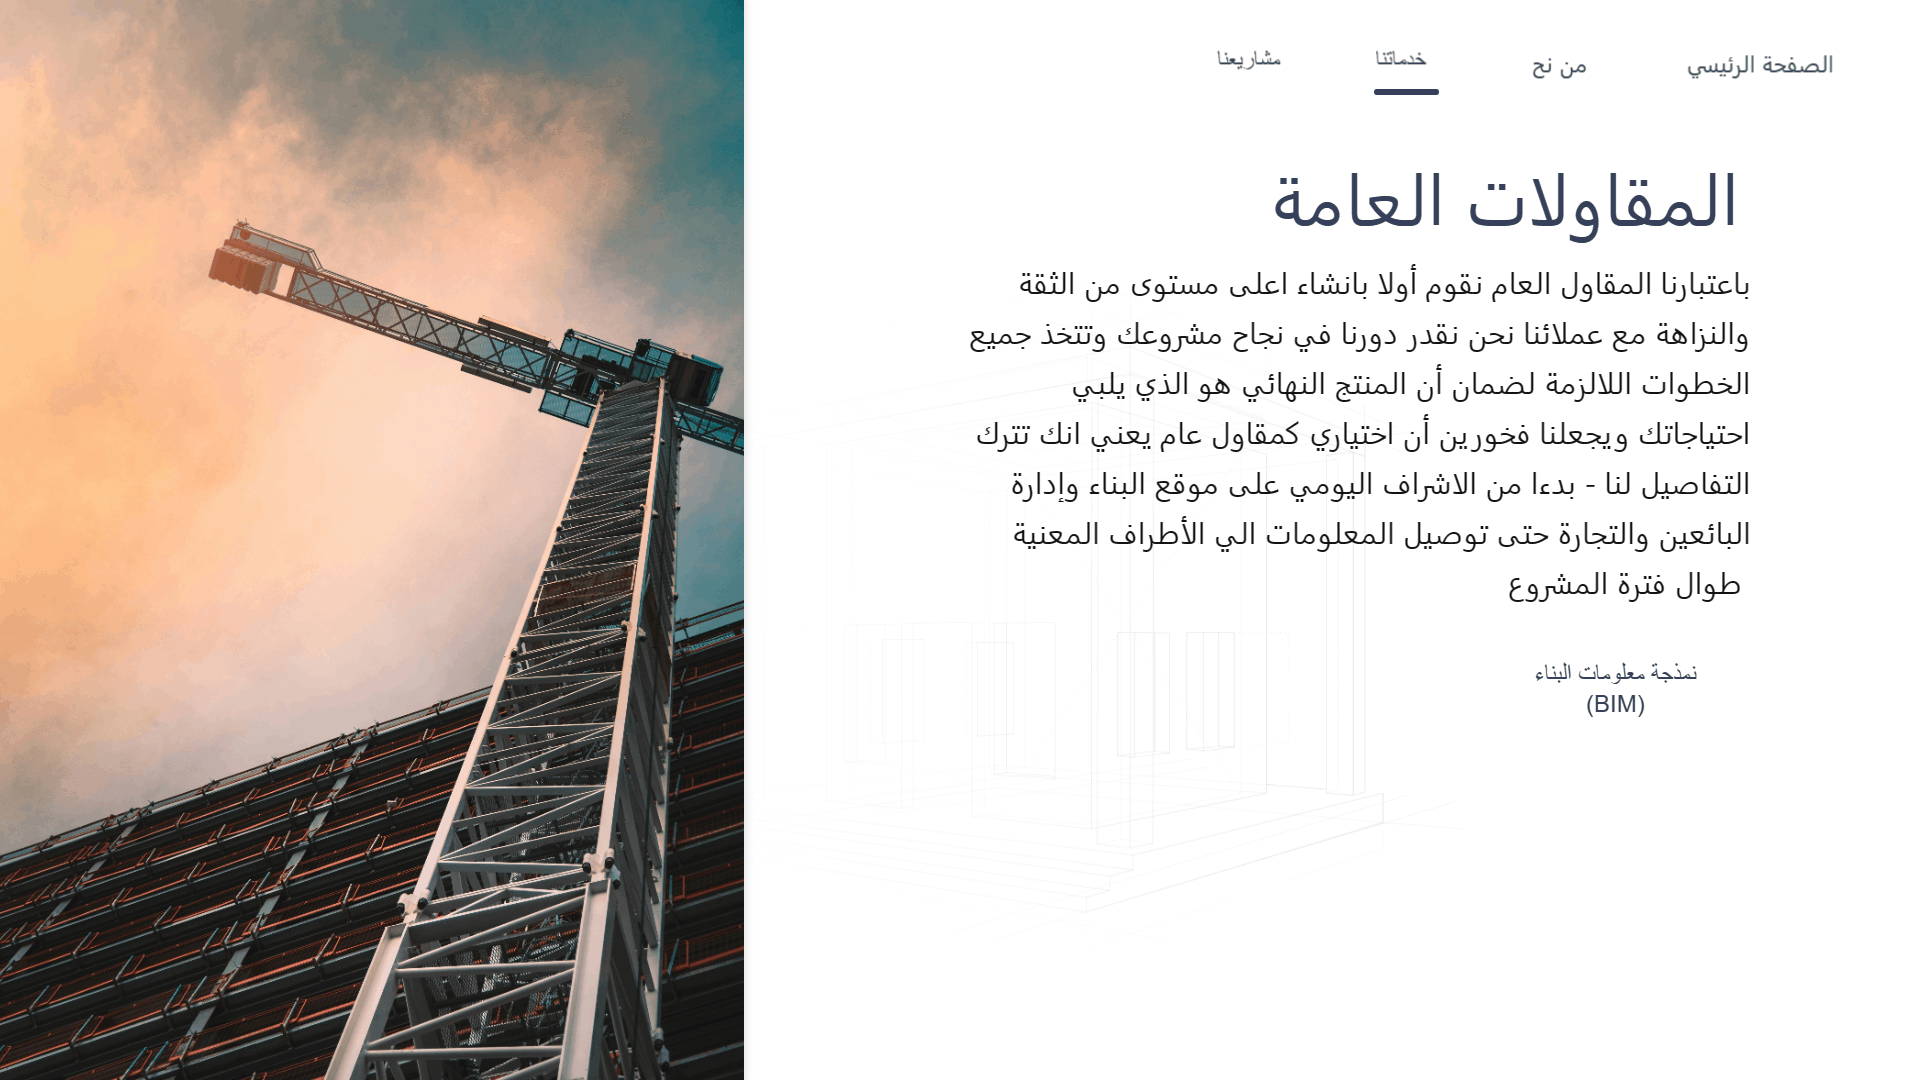 الصفحة الرئيسي
من نح
خدماتنا
مشاريعنا
المقاولات العامة
باعتبارنا المقاول العام نقوم أولا بانشاء اعلى مستوى من الثقة
والنزاهة مع عملائنا نحن نقدر دورنا في نجاح مشروعك وتتخذ جميع
الخطوات اللالزمة لضمان أن المنتج النهائي هو الذي يلبي
احتياجاتك ويجعلنا فخورين أن اختياري كمقاول عام يعني انك تترك
التفاصيل لنا - بدءا من الاشراف اليومي على موقع البناء وإدارة
البائعين والتجارة حتى توصيل المعلومات الي الأطراف المعنية
طوال فترة المشروع
نمذجة معلومات البناء
(BIM)